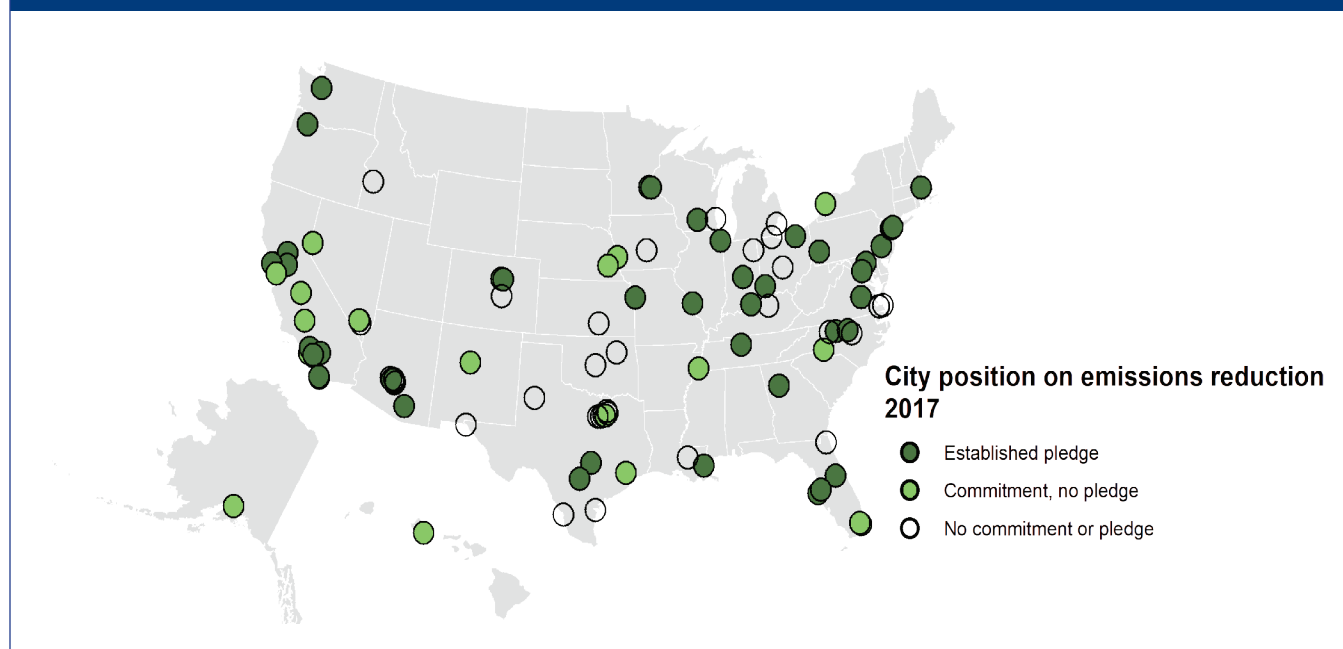 City position on emissions reduction
2017
Established pledge
Commitment, no pledge
No commitment or pledge